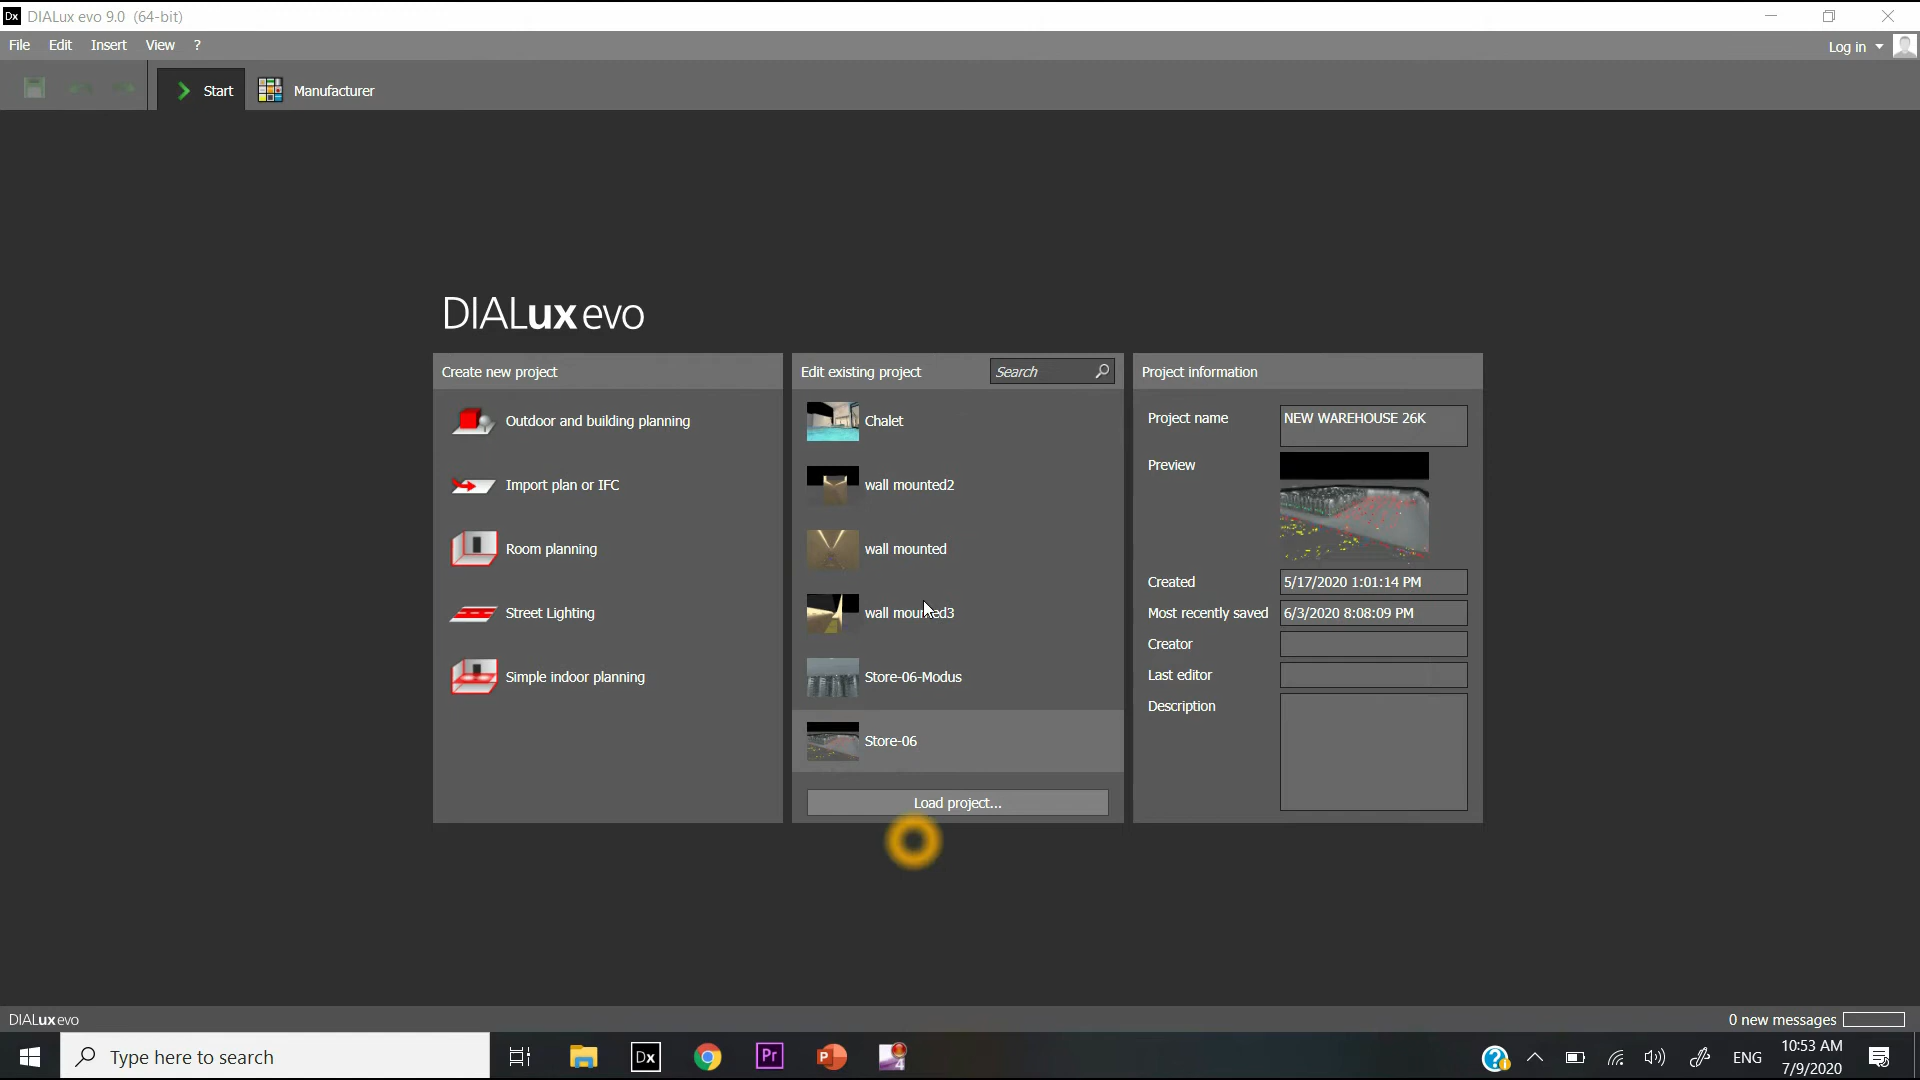 Dx DIALux evo 9.0 (64-bit)
File Edit Insert View ?
Log in
Start
Manufacturer
DIALux evo
Create new project
Outdoor and building planning
Import plan or IFC
Room planning
Street Lighting
Simple indoor planning
Edit existing project
Search
Chalet
wall mounted2
wall mounted
wall mounted3
Store-06-Modus
Store-06
Load project...
Project information
Project name
NEW WAREHOUSE 26K
Preview
Created
5/17/2020 1:01:14 PM
Most recently saved
6/3/2020 8:08:09 PM
Creator
Last editor
Description
DIALux evo
0 new messages
Type here to search
Dx
Pr
P
4
?
ENG
10:53 AM
7/9/2020